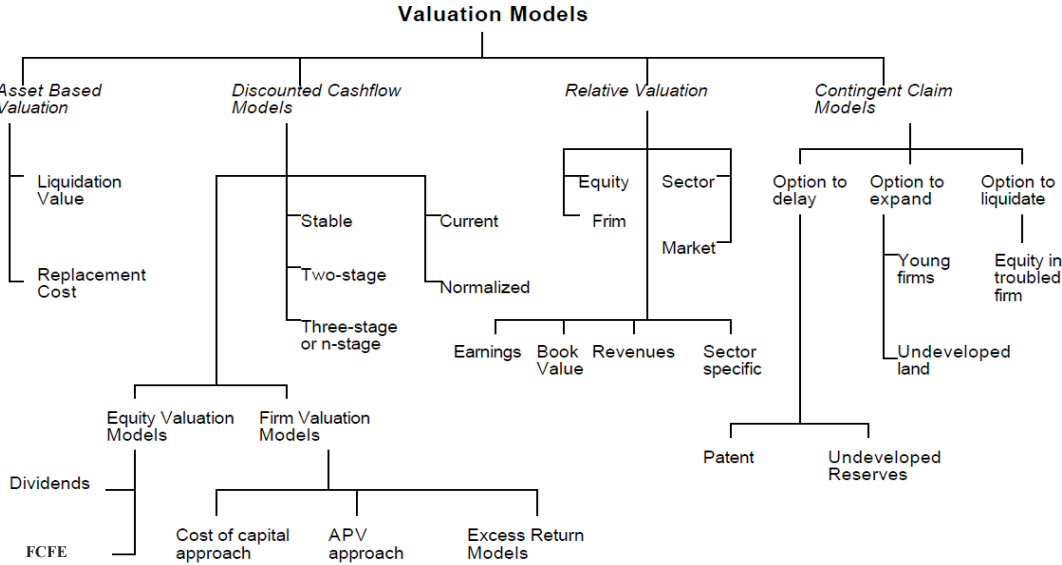 Valuation Models
Asset Based
Valuation
Discounted Cashflow
Models
Relative Valuation
Contingent Claim
Models
Liquidation
Value
Replacement
Cost
Stable
Two-stage
Three-stage
or n-stage
Current
Normalized
Equity
Frim
Sector
Market
Option to
delay
Option to
expand
Option to
liquidate
Young
firms
Equity in
troubled
firm
Undeveloped
land
Earnings
Book
Value
Revenues
Sector
specific
Equity Valuation
Models
Firm Valuation
Models
Patent
Undeveloped
Reserves
Dividends
FCFE
Cost of capital
approach
APV
approach
Excess Return
Models